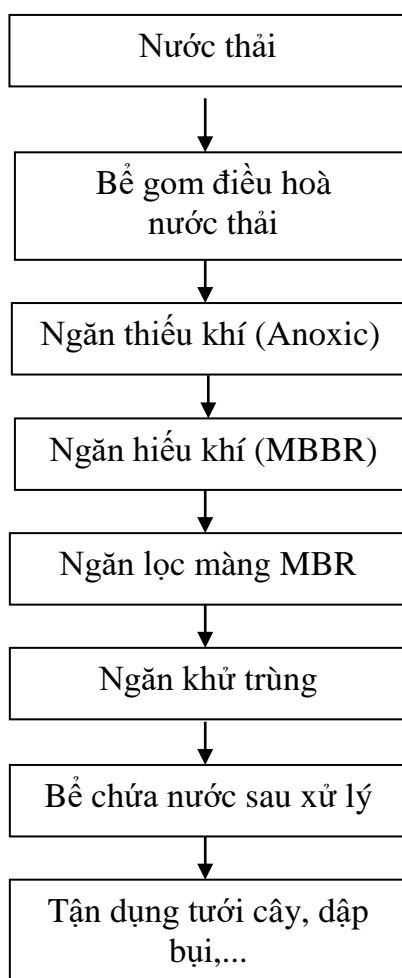 Nước thải
Bể gom điều hoà
nước thải
Ngăn thiếu khí (Anoxic)
Ngăn hiếu khí (MBBR)
Ngăn lọc màng MBR
Ngăn khử trùng
Bể chứa nước sau xử lý
Tận dụng tưới cây, dập
bụi,...